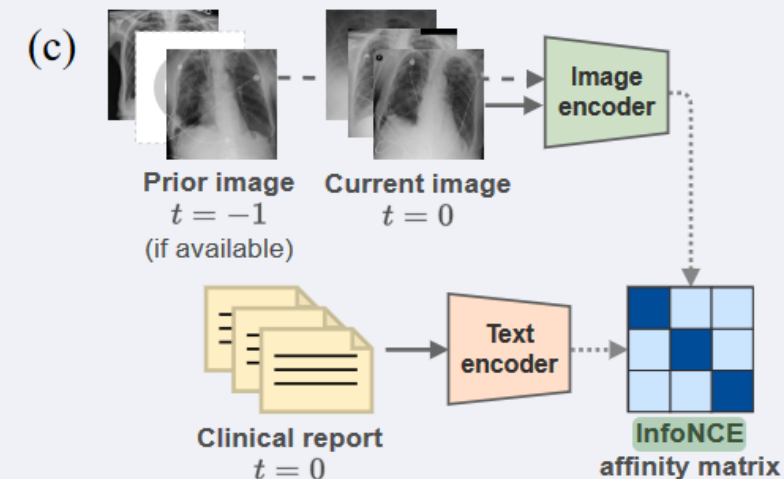 (c)
Image
encoder
Prior image
t = −1
(if available)
Current image
t = 0
Text
encoder
Clinical report
t = 0
InfoNCE
affinity matrix